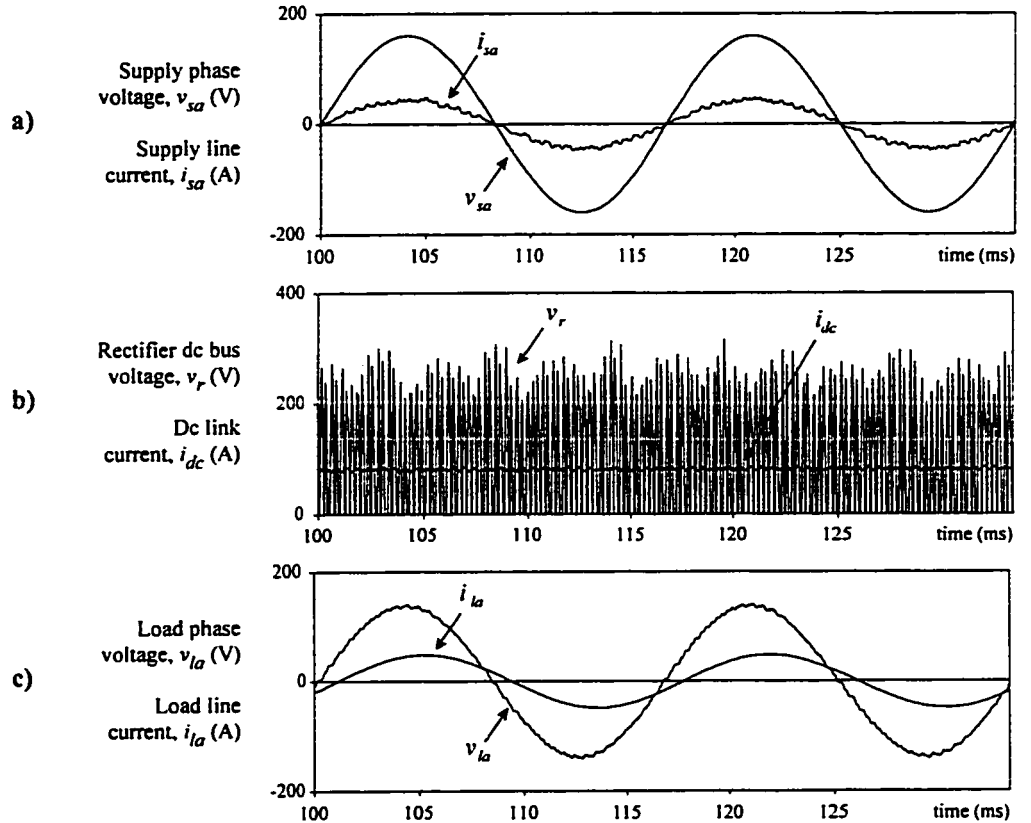 a)
Supply phase
voltage, v_sa (V)
Supply line
current, i_sa (A)
200
0
-200
i_sa
v_sa
100
105
110
115
120
125
time (ms)
b)
Rectifier dc bus
voltage, v_r (V)
Dc link
current, i_dc (A)
400
200
0
v_r
i_dc
100
105
110
115
120
125
time (ms)
c)
Load phase
voltage, v_la (V)
Load line
current, i_la (A)
200
0
-200
i_la
v_la
100
105
110
115
120
125
time (ms)